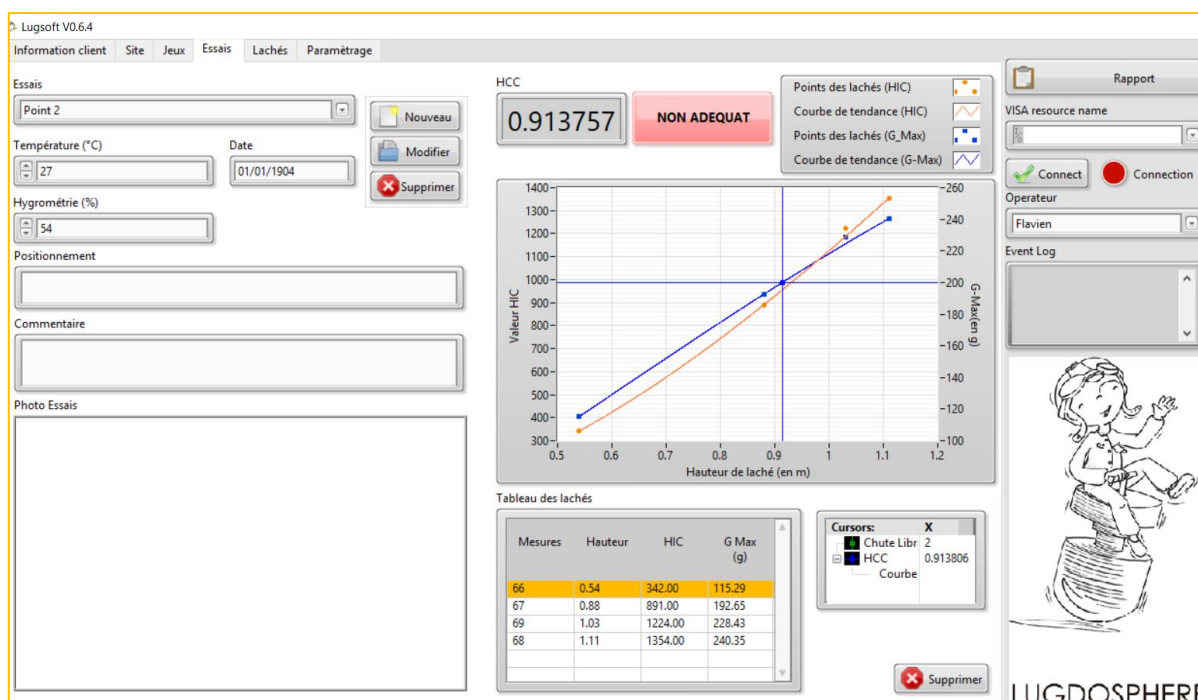 Lugsoft V0.6.4
Information client Site Jeux Essais Lachés Paramètrage
Essais
Point 2
Nouveau
Température (°C) Date
Modifier
27 01/01/1904
Supprimer
Hygrométrie (%)
54
Positionnement
Commentaire
Photo Essais
HCC
0.913757
NON ADEQUAT
Points des lachés (HIC)
Courbe de tendance (HIC)
Points des lachés (G_Max)
Courbe de tendance (G-Max)
Valeur HIC
1400
1300
1200
1100
1000
900
800
700
600
500
400
300
260
240
220
200
180
160
140
120
100
G-Max(en g)
0.5 0.6 0.7 0.8 0.9 1 1.1 1.2
Hauteur de laché (en m)
Tableau des lachés
Mesures Hauteur HIC G Max (g)
66 0.54 342.00 115.29
67 0.88 891.00 192.65
69 1.03 1224.00 228.43
68 1.11 1354.00 240.35
Cursors: X
Chute Libr 2
HCC 0.913806
Courbe
Supprimer
Rapport
VISA resource name
Connect
Connection
Operateur
Flavien
Event Log
LUGDOSPHERE